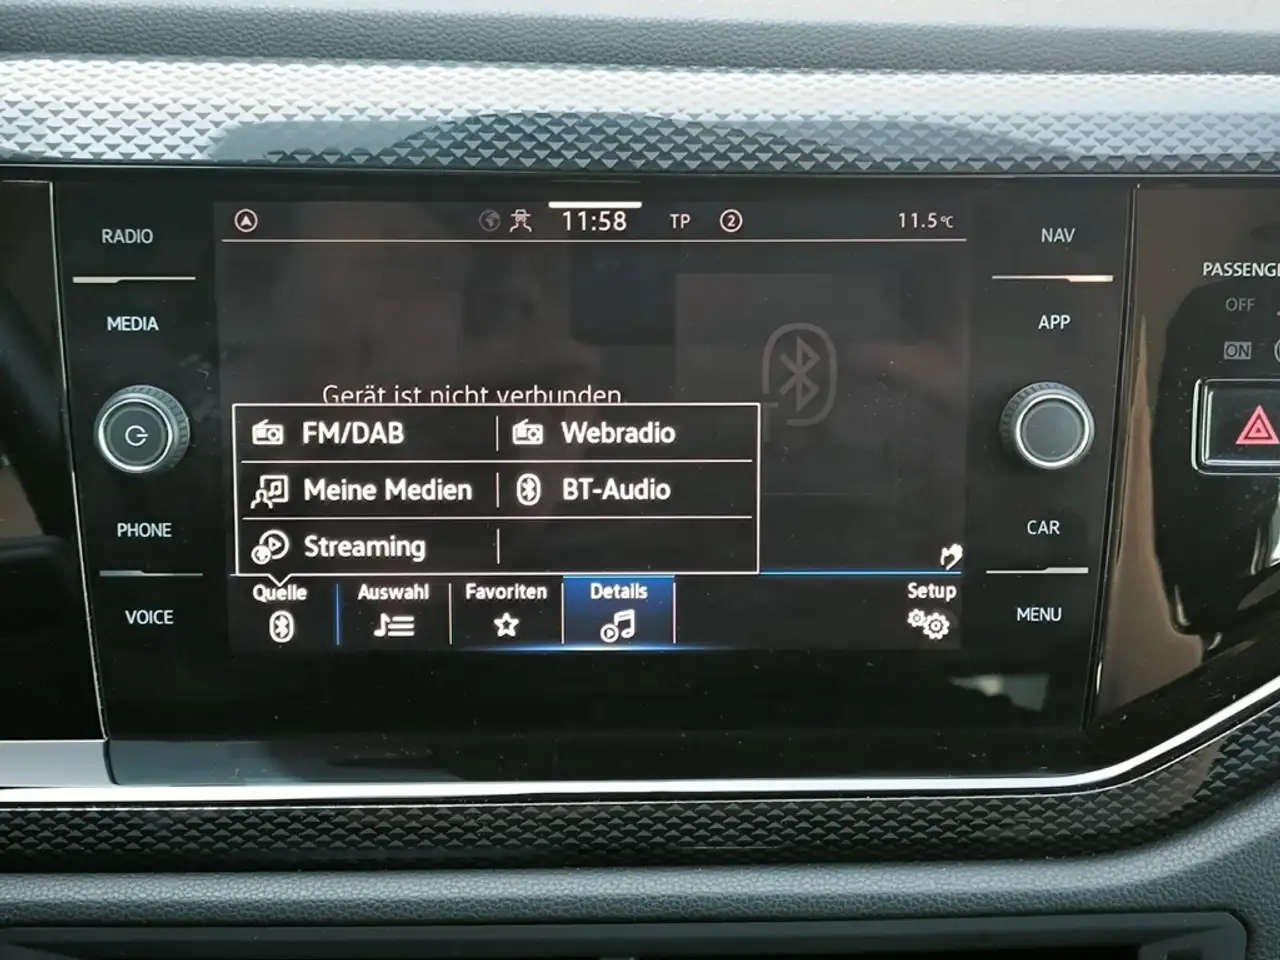 RADIO
MEDIA
PHONE
VOICE
11:58
TP
2
11.5°C
Gerät ist nicht verbunden.
FM/DAB
Webradio
Meine Medien
BT-Audio
Streaming
Quelle
Auswahl
Favoriten
Details
Setup
NAV
APP
CAR
MENU
PASSENG
OFF
ON